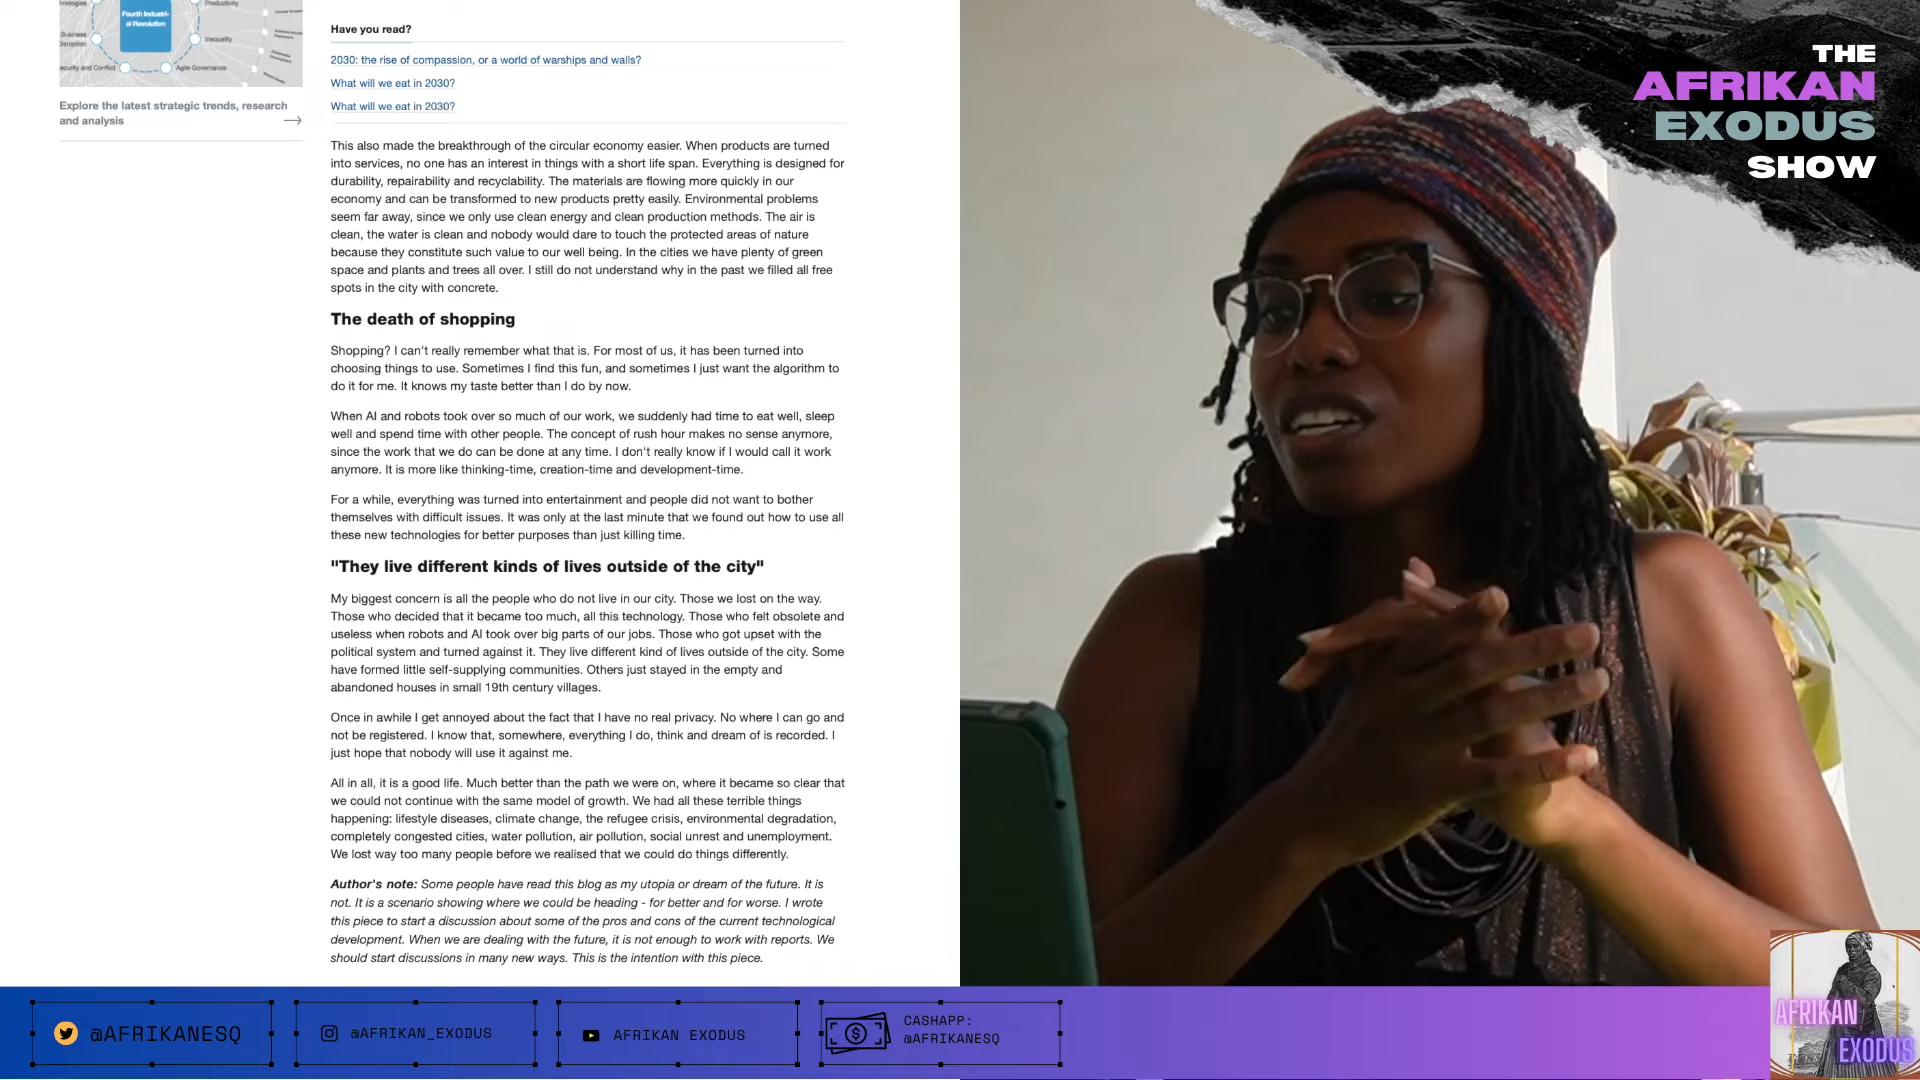 Fourth Industri-
al Revolution
Productivity
Business
Disruption
Inequality
Security and Conflict
Agile Governance
Explore the latest strategic trends, research
and analysis
Have you read?
2030: the rise of compassion, or a world of warships and walls?
What will we eat in 2030?
What will we eat in 2030?
This also made the breakthrough of the circular economy easier. When products are turned
into services, no one has an interest in things with a short life span. Everything is designed for
durability, repairability and recyclability. The materials are flowing more quickly in our
economy and can be transformed to new products pretty easily. Environmental problems
seem far away, since we only use clean energy and clean production methods. The air is
clean, the water is clean and nobody would dare to touch the protected areas of nature
because they constitute such value to our well being. In the cities we have plenty of green
space and plants and trees all over. I still do not understand why in the past we filled all free
spots in the city with concrete.
The death of shopping
Shopping? I can't really remember what that is. For most of us, it has been turned into
choosing things to use. Sometimes I find this fun, and sometimes I just want the algorithm to
do it for me. It knows my taste better than I do by now.
When AI and robots took over so much of our work, we suddenly had time to eat well, sleep
well and spend time with other people. The concept of rush hour makes no sense anymore,
since the work that we do can be done at any time. I don't really know if I would call it work
anymore. It is more like thinking-time, creation-time and development-time.
For a while, everything was turned into entertainment and people did not want to bother
themselves with difficult issues. It was only at the last minute that we found out how to use all
these new technologies for better purposes than just killing time.
"They live different kinds of lives outside of the city"
My biggest concern is all the people who do not live in our city. Those we lost on the way.
Those who decided that it became too much, all this technology. Those who felt obsolete and
useless when robots and AI took over big parts of our jobs. Those who got upset with the
political system and turned against it. They live different kind of lives outside of the city. Some
have formed little self-supplying communities. Others just stayed in the empty and
abandoned houses in small 19th century villages.
Once in awhile I get annoyed about the fact that I have no real privacy. No where I can go and
not be registered. I know that, somewhere, everything I do, think and dream of is recorded. I
just hope that nobody will use it against me.
All in all, it is a good life. Much better than the path we were on, where it became so clear that
we could not continue with the same model of growth. We had all these terrible things
happening: lifestyle diseases, climate change, the refugee crisis, environmental degradation,
completely congested cities, water pollution, air pollution, social unrest and unemployment.
We lost way too many people before we realised that we could do things differently.
Author's note: Some people have read this blog as my utopia or dream of the future. It is
not. It is a scenario showing where we could be heading - for better and for worse. I wrote
this piece to start a discussion about some of the pros and cons of the current technological
development. When we are dealing with the future, it is not enough to work with reports. We
should start discussions in many new ways. This is the intention with this piece.
THE
AFRIKAN
EXODUS
SHOW
@AFRIKANESQ
@AFRIKAN_EXODUS
AFRIKAN EXODUS
CASHAPP:
@AFRIKANESQ
AFRIKAN
EXODUS